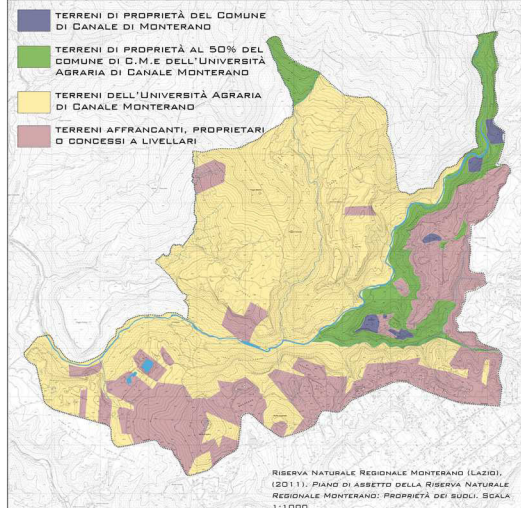 TERRENI DI PROPRIETÀ DEL COMUNE
DI CANALE DI MONTERANO
TERRENI DI PROPRIETÀ AL 50% DEL
COMUNE DI C.M.E DELL'UNIVERSITÀ
AGRARIA DI CANALE MONTERANO
TERRENI DELL'UNIVERSITÀ AGRARIA
DI CANALE MONTERANO
TERRENI AFFRANCANTI, PROPRIETARI
O CONCESSI A LIVELLARI
RISERVA NATURALE REGIONALE MONTERANO (LAZIO),
(2011). PIANO DI ASSETTO DELLA RISERVA NATURALE
REGIONALE MONTERANO: PROPRIETÀ DEI SUOLI. SCALA
1:1000